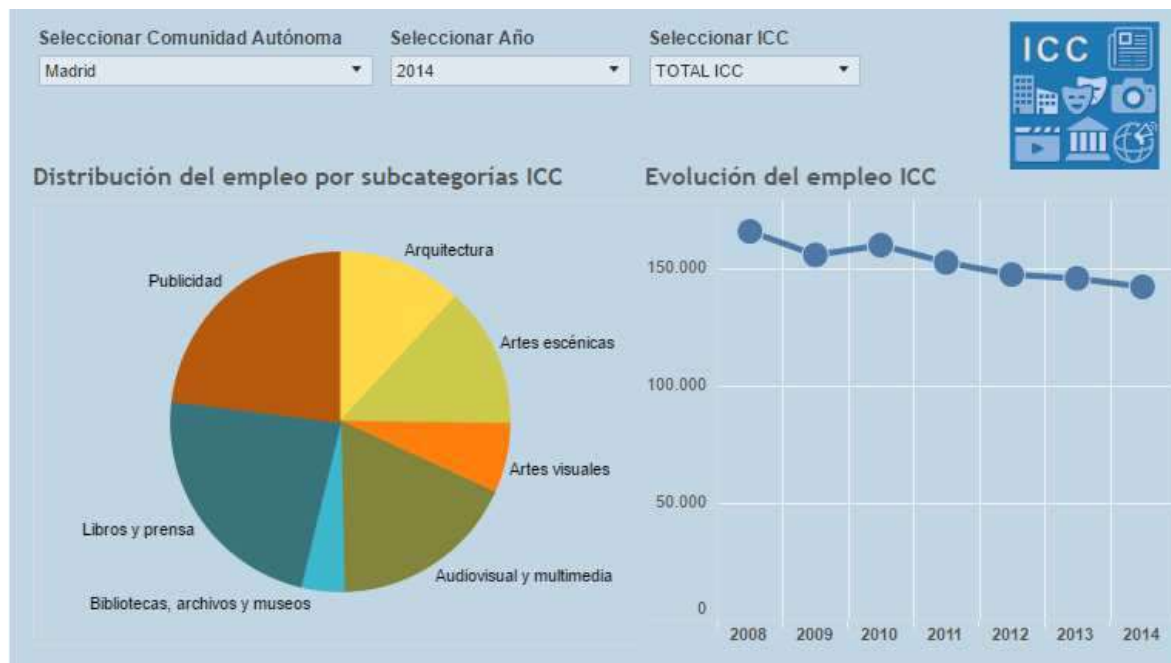 Seleccionar Comunidad Autónoma
Madrid
Seleccionar Año
2014
Seleccionar ICC
TOTAL ICC
ICC
Distribución del empleo por subcategorías ICC
Arquitectura
Publicidad
Artes escénicas
Artes visuales
Libros y prensa
Audiovisual y multimedia
Bibliotecas, archivos y museos
Evolución del empleo ICC
150.000
100.000
50.000
0
2008 2009 2010 2011 2012 2013 2014